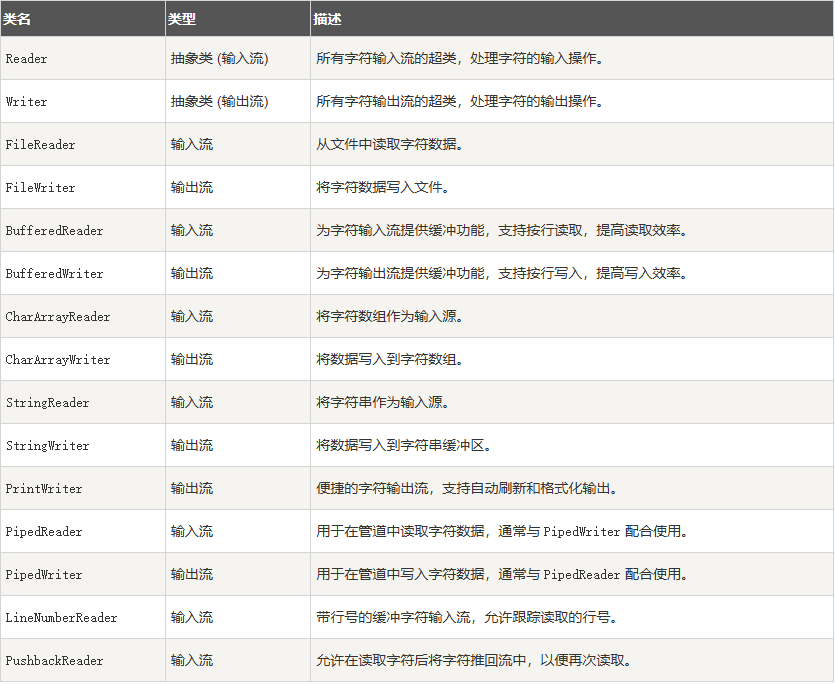 类名 类型 描述
Reader 抽象类 (输入流) 所有字符输入流的超类，处理字符的输入操作。
Writer 抽象类 (输出流) 所有字符输出流的超类，处理字符的输出操作。
FileReader 输入流 从文件中读取字符数据。
FileWriter 输出流 将字符数据写入文件。
BufferedReader 输入流 为字符输入流提供缓冲功能，支持按行读取，提高读取效率。
BufferedWriter 输出流 为字符输出流提供缓冲功能，支持按行写入，提高写入效率。
CharArrayReader 输入流 将字符数组作为输入源。
CharArrayWriter 输出流 将数据写入到字符数组。
StringReader 输入流 将字符串作为输入源。
StringWriter 输出流 将数据写入到字符串缓冲区。
PrintWriter 输出流 便捷的字符输出流，支持自动刷新和格式化输出。
PipedReader 输入流 用于在管道中读取字符数据，通常与 PipedWriter 配合使用。
PipedWriter 输出流 用于在管道中写入字符数据，通常与 PipedReader 配合使用。
LineNumberReader 输入流 带行号的缓冲字符输入流，允许跟踪读取的行号。
PushbackReader 输入流 允许在读取字符后将字符推回流中，以便再次读取。